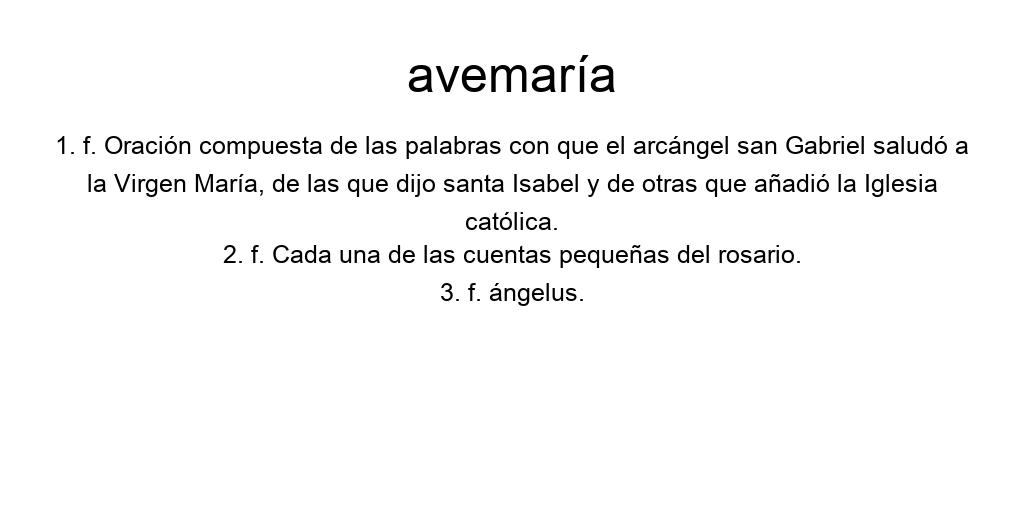 avemaría
1. f. Oración compuesta de las palabras con que el arcángel san Gabriel saludó a
la Virgen María, de las que dijo santa Isabel y de otras que añadió la Iglesia
católica.
2. f. Cada una de las cuentas pequeñas del rosario.
3. f. ángelus.